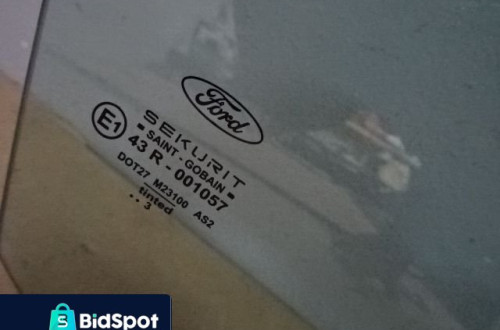 Ford
E1
SEKURIT
SAINT-GOBAIN
43 R - 001057
DOT27 M23100 AS2
tinted
..3
S BidSpot